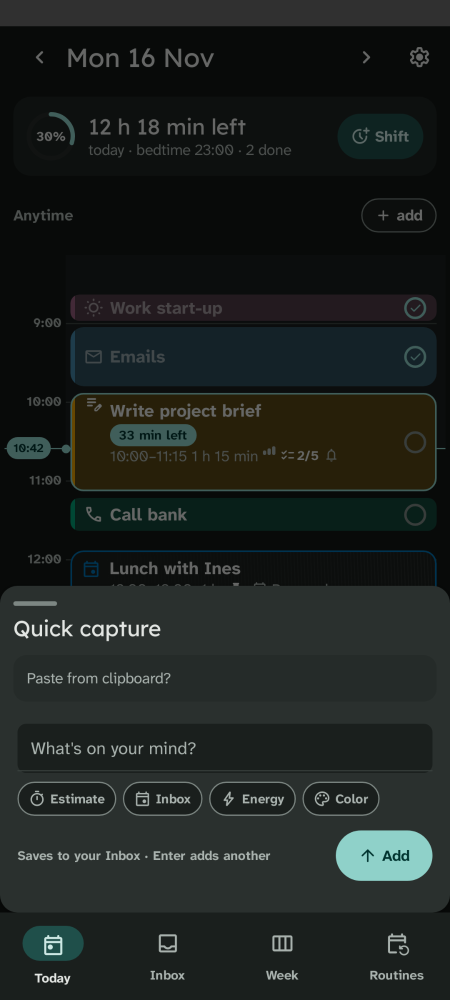 Mon 16 Nov
30%
12 h 18 min left
today · bedtime 23:00 · 2 done
Shift
Anytime
+ add
Work start-up
9:00
Emails
10:00
Write project brief
33 min left
10:42
10:00–11:15 1 h 15 min 2/5
11:00
Call bank
12:00
Lunch with Ines
Quick capture
Paste from clipboard?
What's on your mind?
Estimate
Inbox
Energy
Color
Saves to your Inbox · Enter adds another
Add
Today
Inbox
Week
Routines